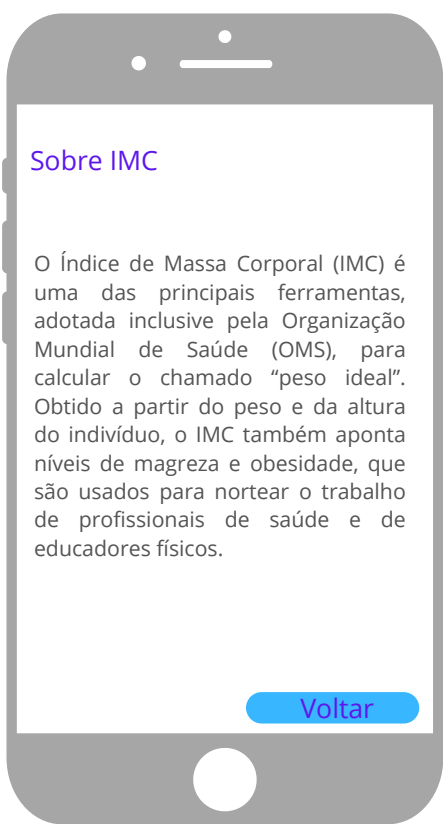 Sobre IMC
O Índice de Massa Corporal (IMC) é
uma das principais ferramentas,
adotada inclusive pela Organização
Mundial de Saúde (OMS), para
calcular o chamado “peso ideal”.
Obtido a partir do peso e da altura
do indivíduo, o IMC também aponta
níveis de magreza e obesidade, que
são usados para nortear o trabalho
de profissionais de saúde e de
educadores físicos.
Voltar